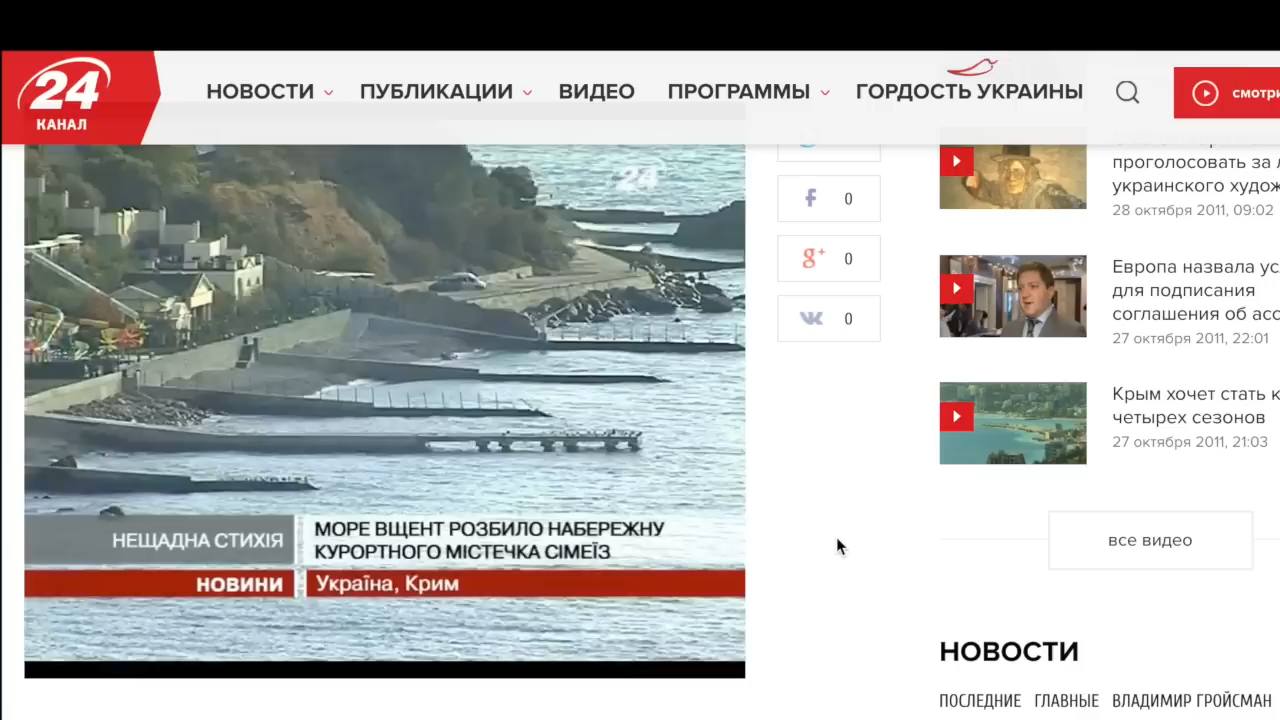 24
КАНАЛ
НОВОСТИ ПУБЛИКАЦИИ ВИДЕО ПРОГРАММЫ ГОРДОСТЬ УКРАИНЫ
24
0
0
0
НЕЩАДНА СТИХІЯ
МОРЕ ВЩЕНТ РОЗБИЛО НАБЕРЕЖНУ
КУРОРТНОГО МІСТЕЧКА СІМЕЇЗ
НОВИНИ
Україна, Крим
проголосовать за
украинского
28 октября 2011, 09:02
Европа назвала
для подписания
соглашения об
27 октября 2011, 22:01
Крым хочет стать
четырех сезонов
27 октября 2011, 21:03
все видео
НОВОСТИ
ПОСЛЕДНИЕ ГЛАВНЫЕ ВЛАДИМИР ГРОЙСМАН